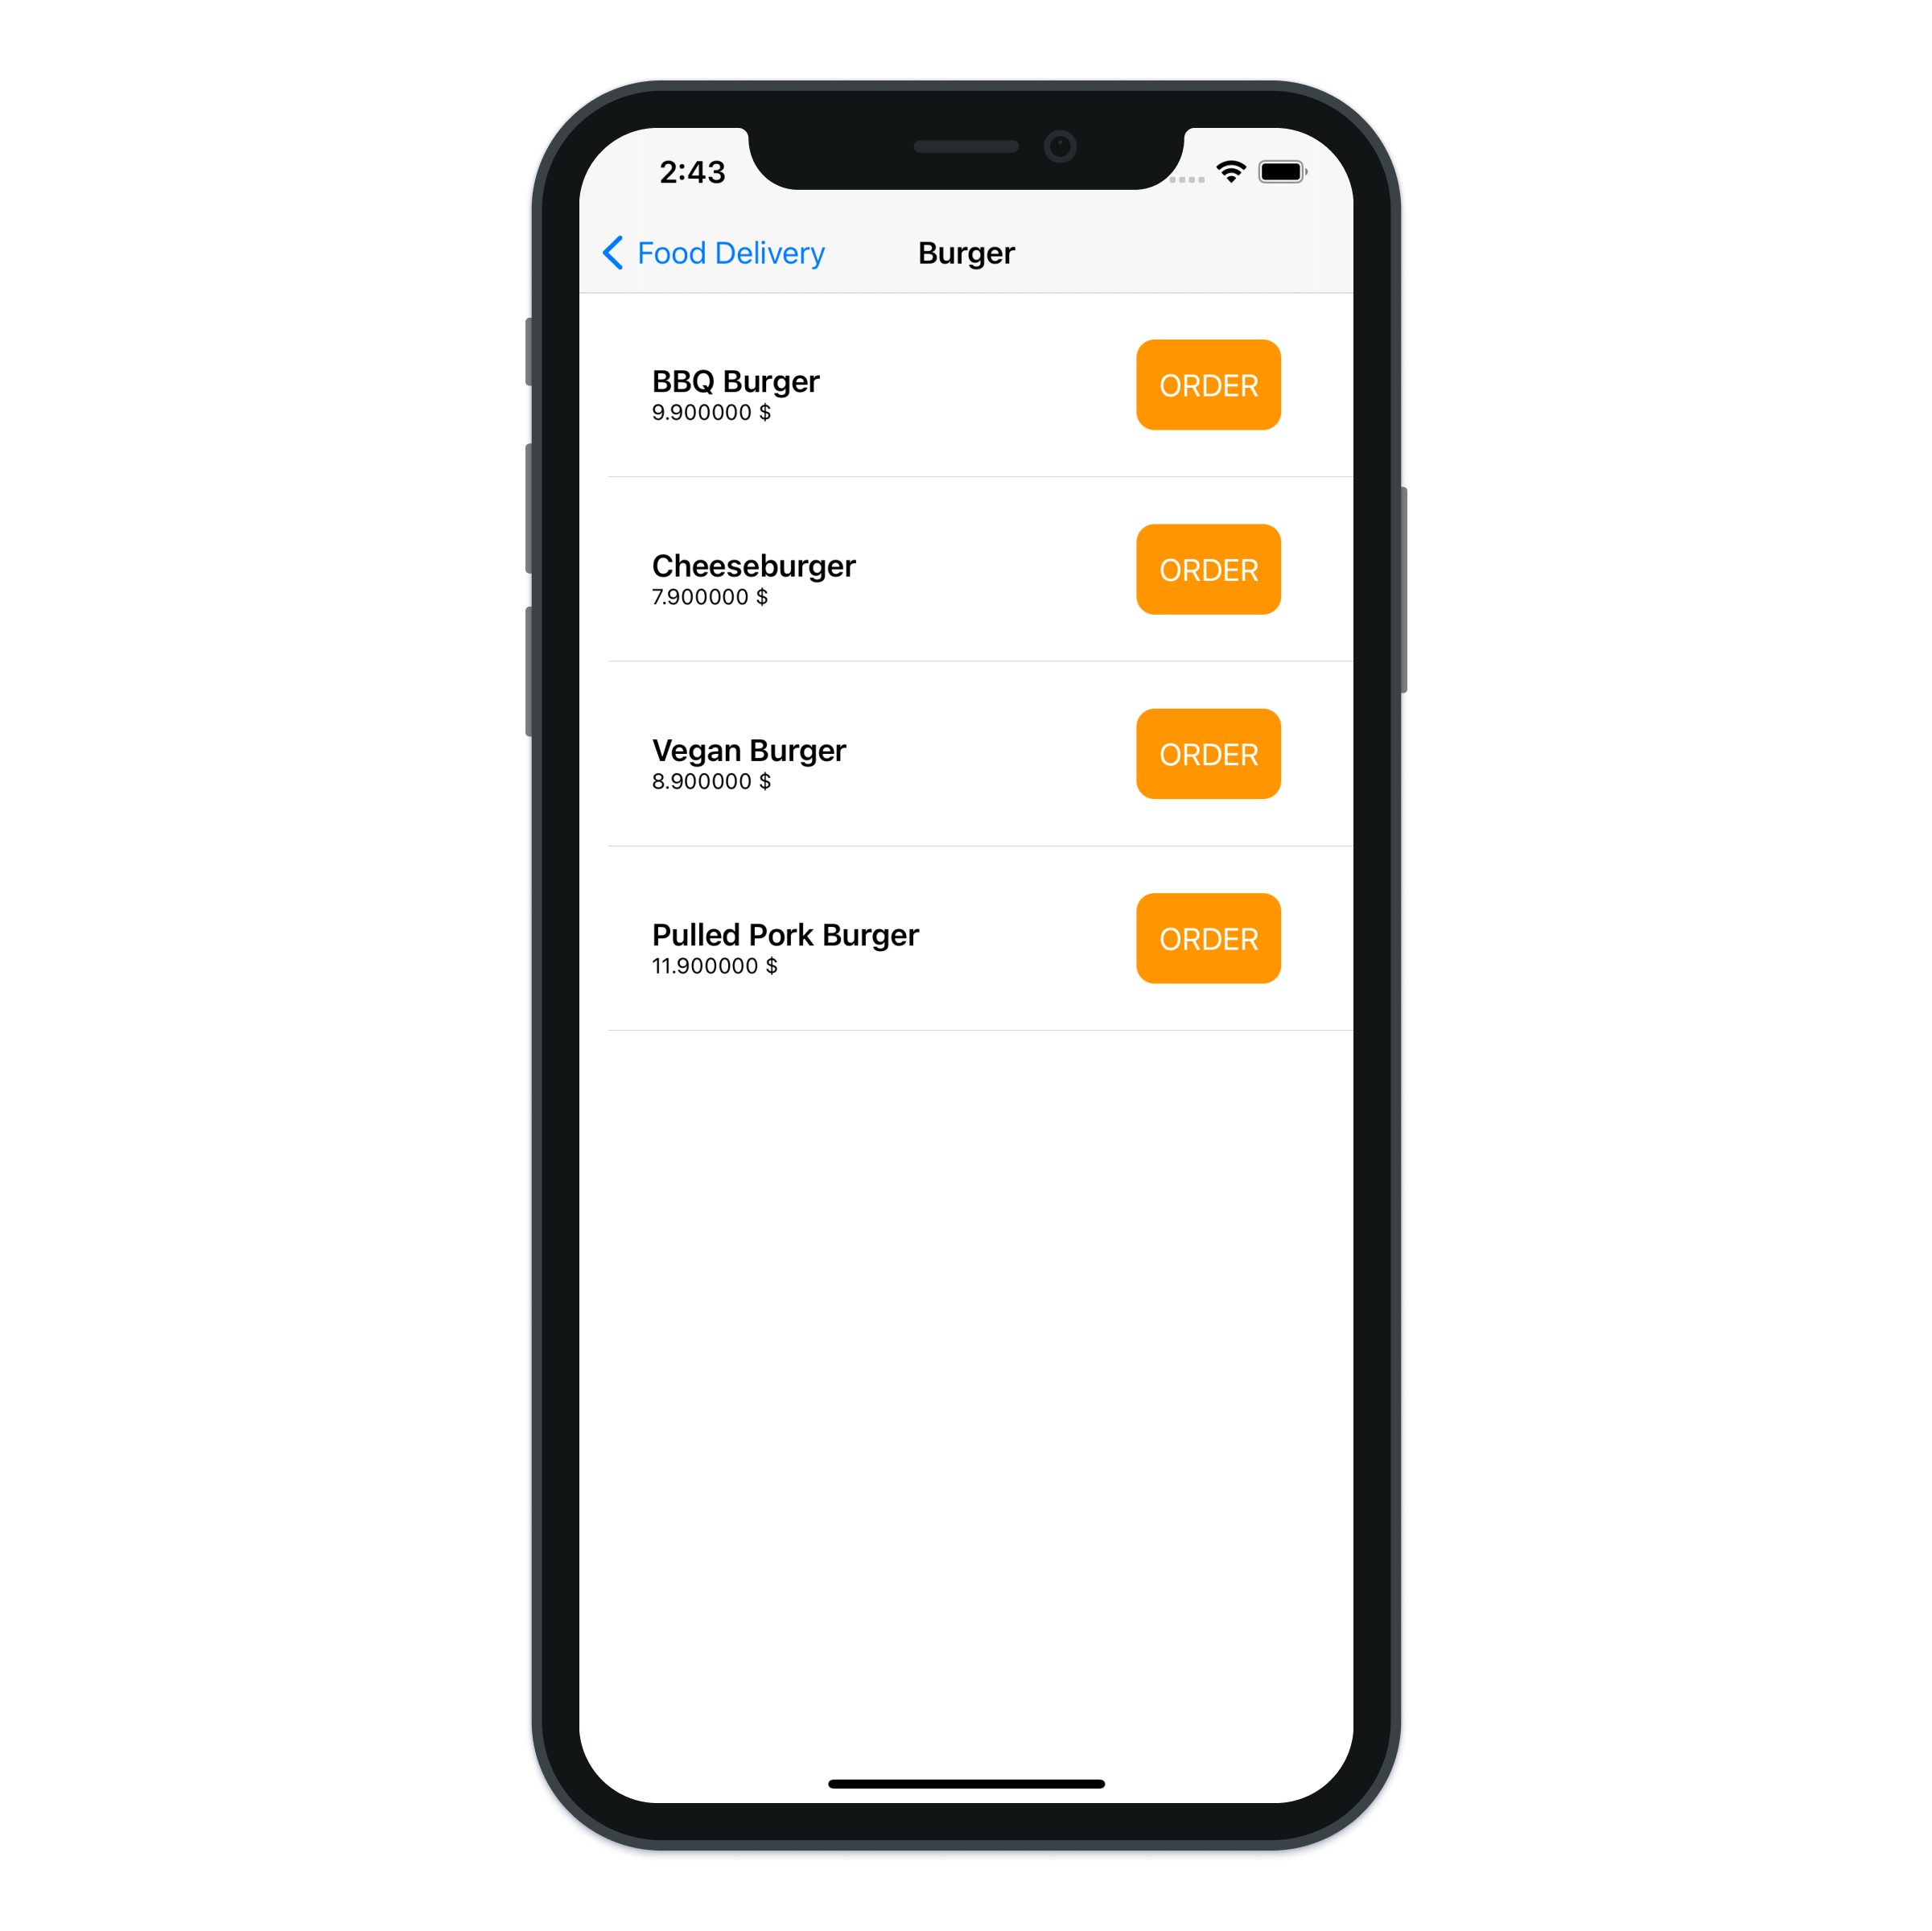 2:43
Food Delivery
Burger
BBQ Burger
9.900000 $
ORDER
Cheeseburger
7.900000 $
ORDER
Vegan Burger
8.900000 $
ORDER
Pulled Pork Burger
11.900000 $
ORDER